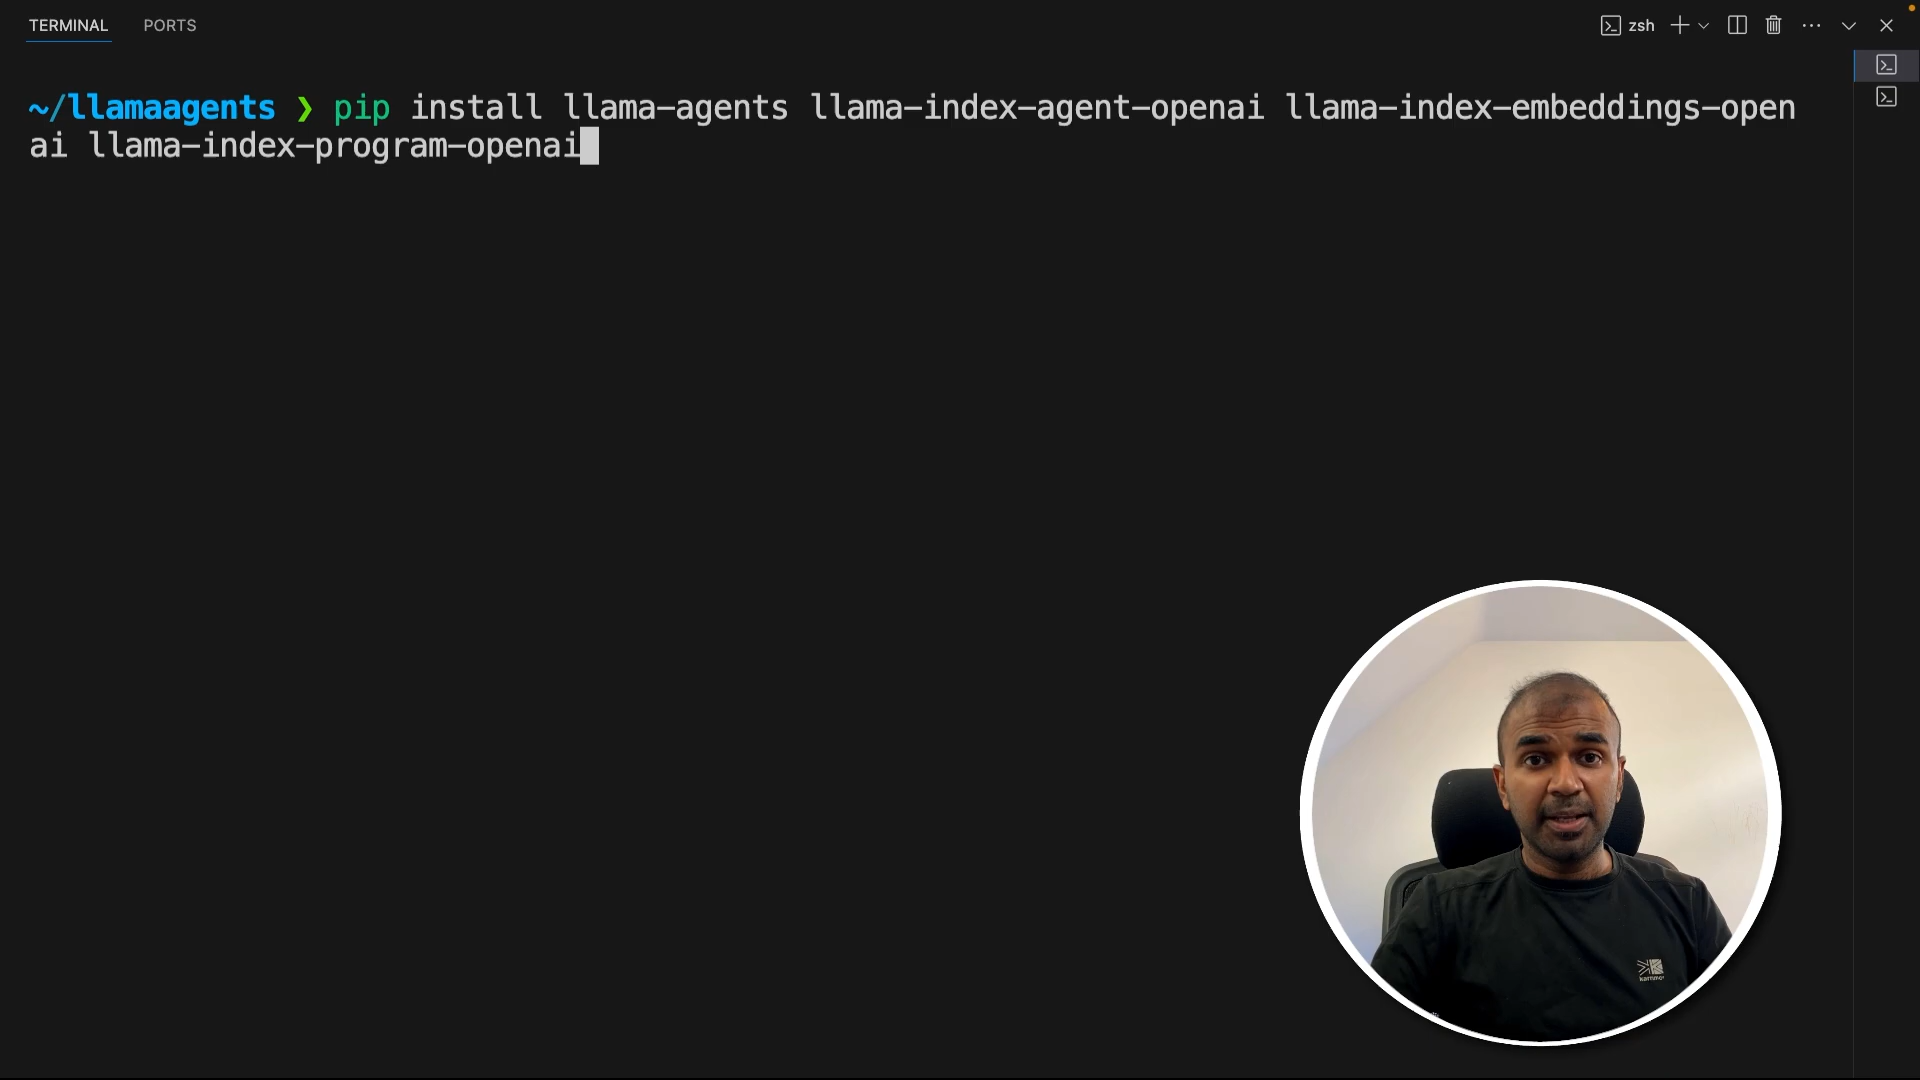 TERMINAL PORTS zsh
~/llamaagents ❯ pip install llama-agents llama-index-agent-openai llama-index-embeddings-open
ai llama-index-program-openai